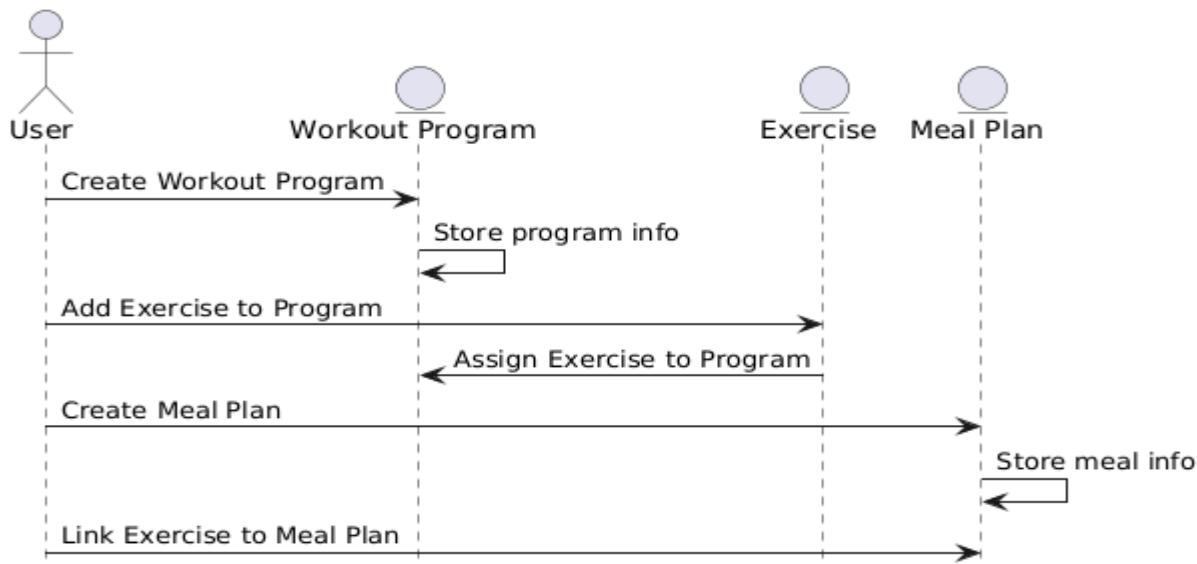 User
Workout Program
Exercise
Meal Plan
Create Workout Program
Store program info
Add Exercise to Program
Assign Exercise to Program
Create Meal Plan
Store meal info
Link Exercise to Meal Plan